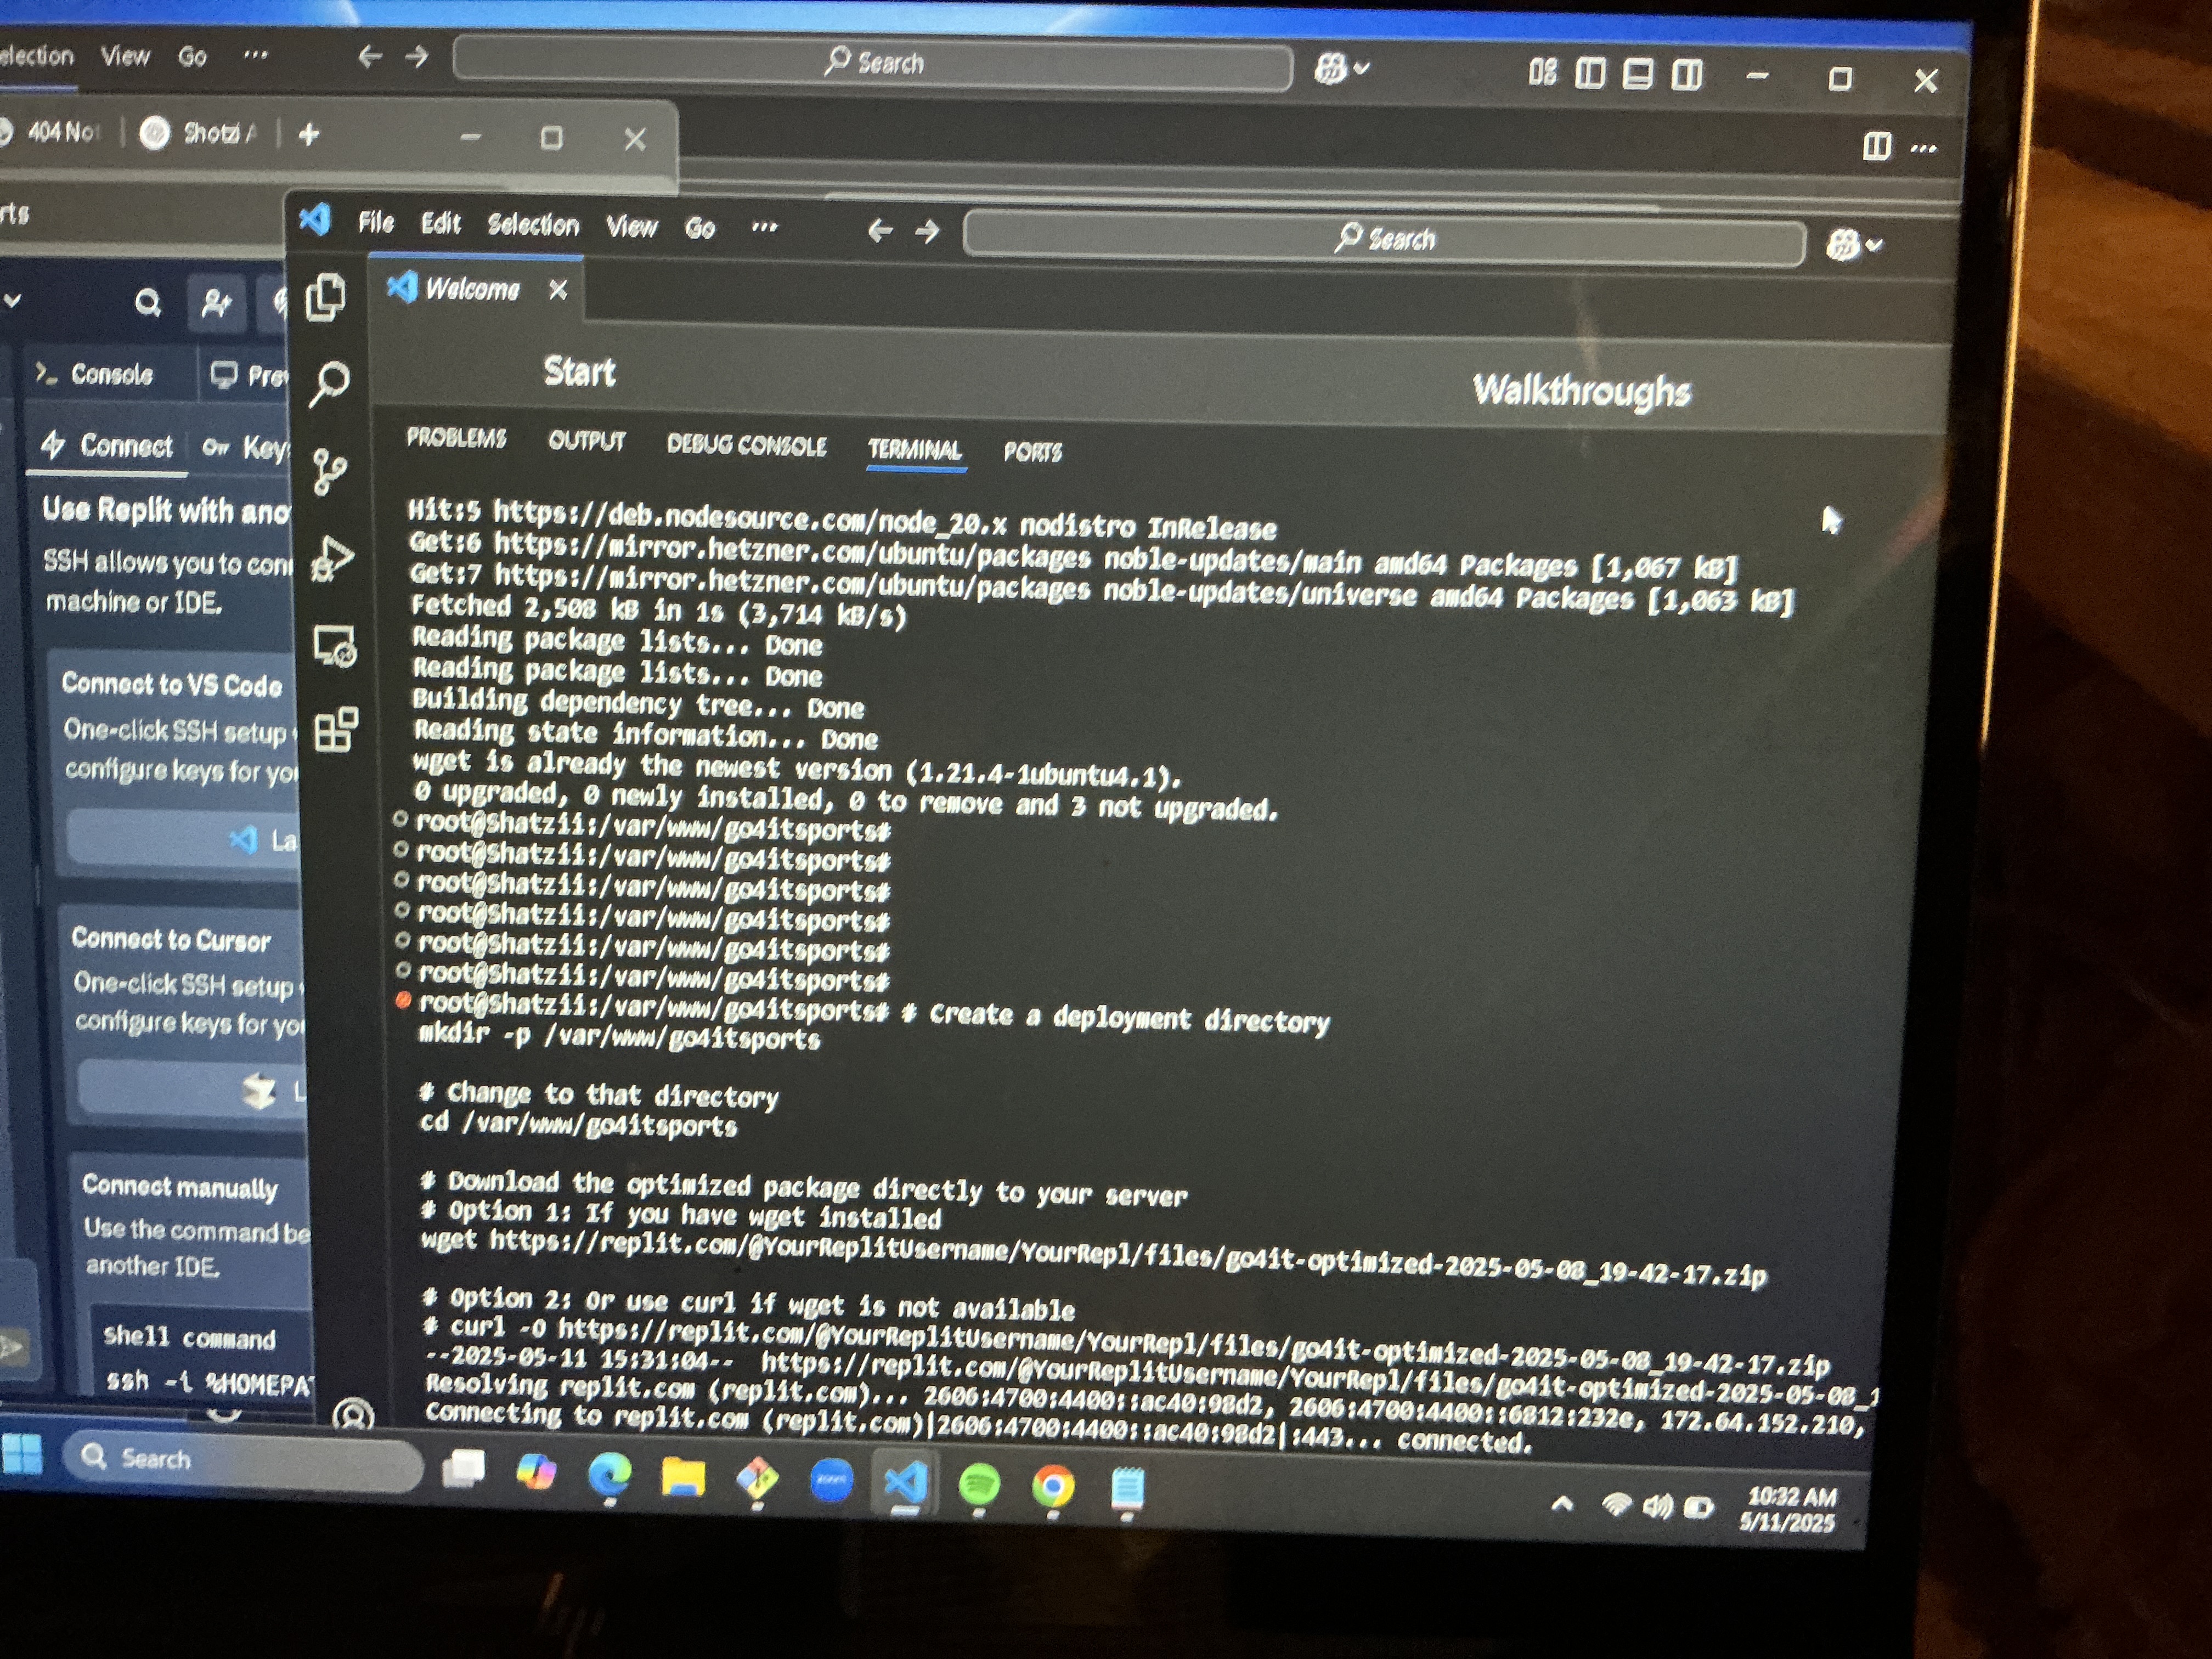 View Go ...
Search
404 No
Shotzi A
rts
File Edit Selection View Go ...
Search
Welcome
Start
Walkthroughs
Console
Connect
Use Replit with
SSH allows you to
machine or IDE.
Connect to VS Code
One-click SSH setup
configure keys for
Connect to Cursor
One-click SSH setup
configure keys for
Connect manually
Use the command
another IDE.
Shell command
ssh -i %HOMEPA
PROBLEMS OUTPUT DEBUG CONSOLE TERMINAL PORTS
Hit:5 https://deb.nodesource.com/node_20.x nodistro InRelease
Get:6 https://mirror.hetzner.com/ubuntu/packages noble-updates/main amd64 Packages [1,067 kB]
Get:7 https://mirror.hetzner.com/ubuntu/packages noble-updates/universe amd64 Packages [1,063 kB]
Fetched 2,508 kB in 1s (3,714 kB/s)
Reading package lists... Done
Reading package lists... Done
Building dependency tree... Done
Reading state information... Done
wget is already the newest version (1.21.4-1ubuntu4.1).
0 upgraded, 0 newly installed, 0 to remove and 3 not upgraded.
root@Shatzii:/var/www/go4itsports#
root@Shatzii:/var/www/go4itsports#
root@Shatzii:/var/www/go4itsports#
root@Shatzii:/var/www/go4itsports#
root@Shatzii:/var/www/go4itsports#
root@Shatzii:/var/www/go4itsports#
root@Shatzii:/var/www/go4itsports# # Create a deployment directory
mkdir -p /var/www/go4itsports
# Change to that directory
cd /var/www/go4itsports
# Download the optimized package directly to your server
# Option 1: If you have wget installed
wget https://replit.com/@YourReplitUsername/YourRepl/files/go4it-optimized-2025-05-08_19-42-17.zip
# Option 2: Or use curl if wget is not available
# curl -O https://replit.com/@YourReplitUsername/YourRepl/files/go4it-optimized-2025-05-08_19-42-17.zip
--2025-05-11 15:31:04-- https://replit.com/@YourReplitUsername/YourRepl/files/go4it-optimized-2025-05-08_1
Resolving replit.com (replit.com)... 2606:4700:4400::ac40:98d2, 2606:4700:4400::6812:232e, 172.64.152.210,
Connecting to replit.com (replit.com)|2606:4700:4400::ac40:98d2|:443... connected.
Search
10:32 AM
5/11/2025